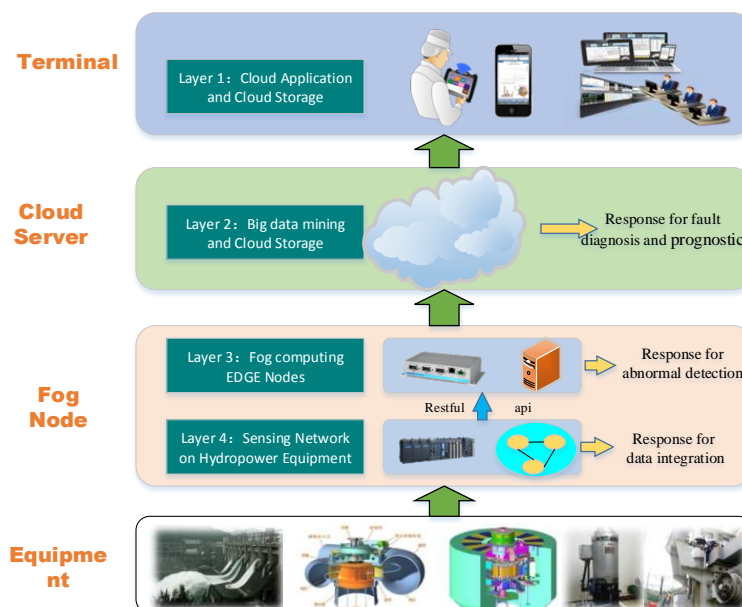 Terminal
Layer 1：Cloud Application
and Cloud Storage
Cloud
Server
Layer 2：Big data mining
and Cloud Storage
Response for fault
diagnosis and prognostic
Fog
Node
Layer 3：Fog computing
EDGE Nodes
Response for
abnormal detection
Restful api
Layer 4：Sensing Network
on Hydropower Equipment
Response for
data integration
Equipme
nt